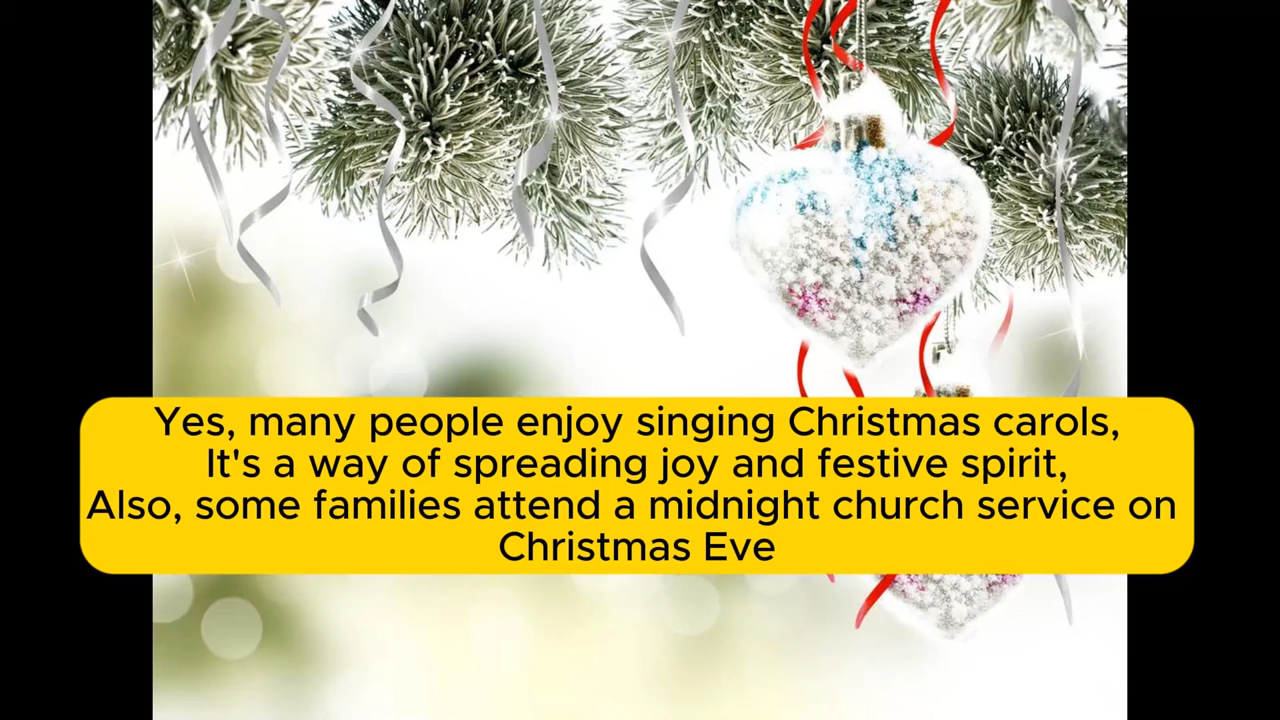 Yes, many people enjoy singing Christmas carols,
It's a way of spreading joy and festive spirit,
Also, some families attend a midnight church service on
Christmas Eve